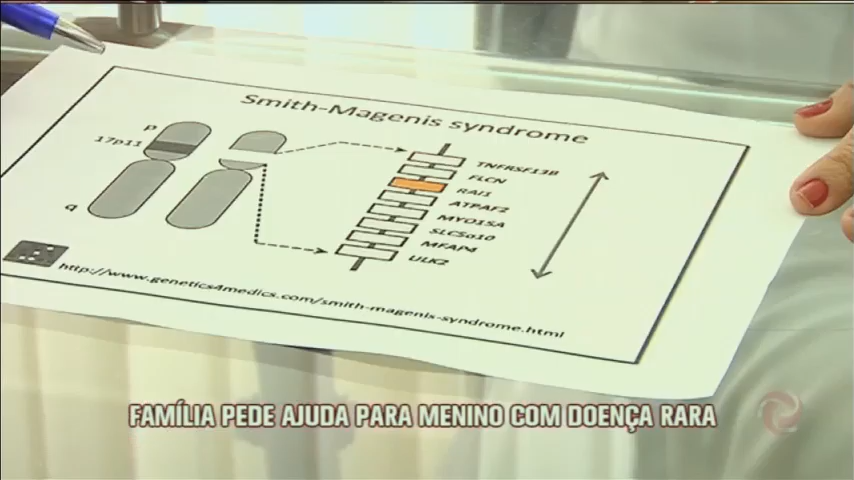 Smith-Magenis syndrome
p
17p11
q
TNFRSF13B
FLCN
RAI1
ATPAF2
MYO15A
SLC5a10
MFAP4
ULK2
http://www.genetics4medics.com/smith-magenis-syndrome.html
FAMÍLIA PEDE AJUDA PARA MENINO COM DOENÇA RARA